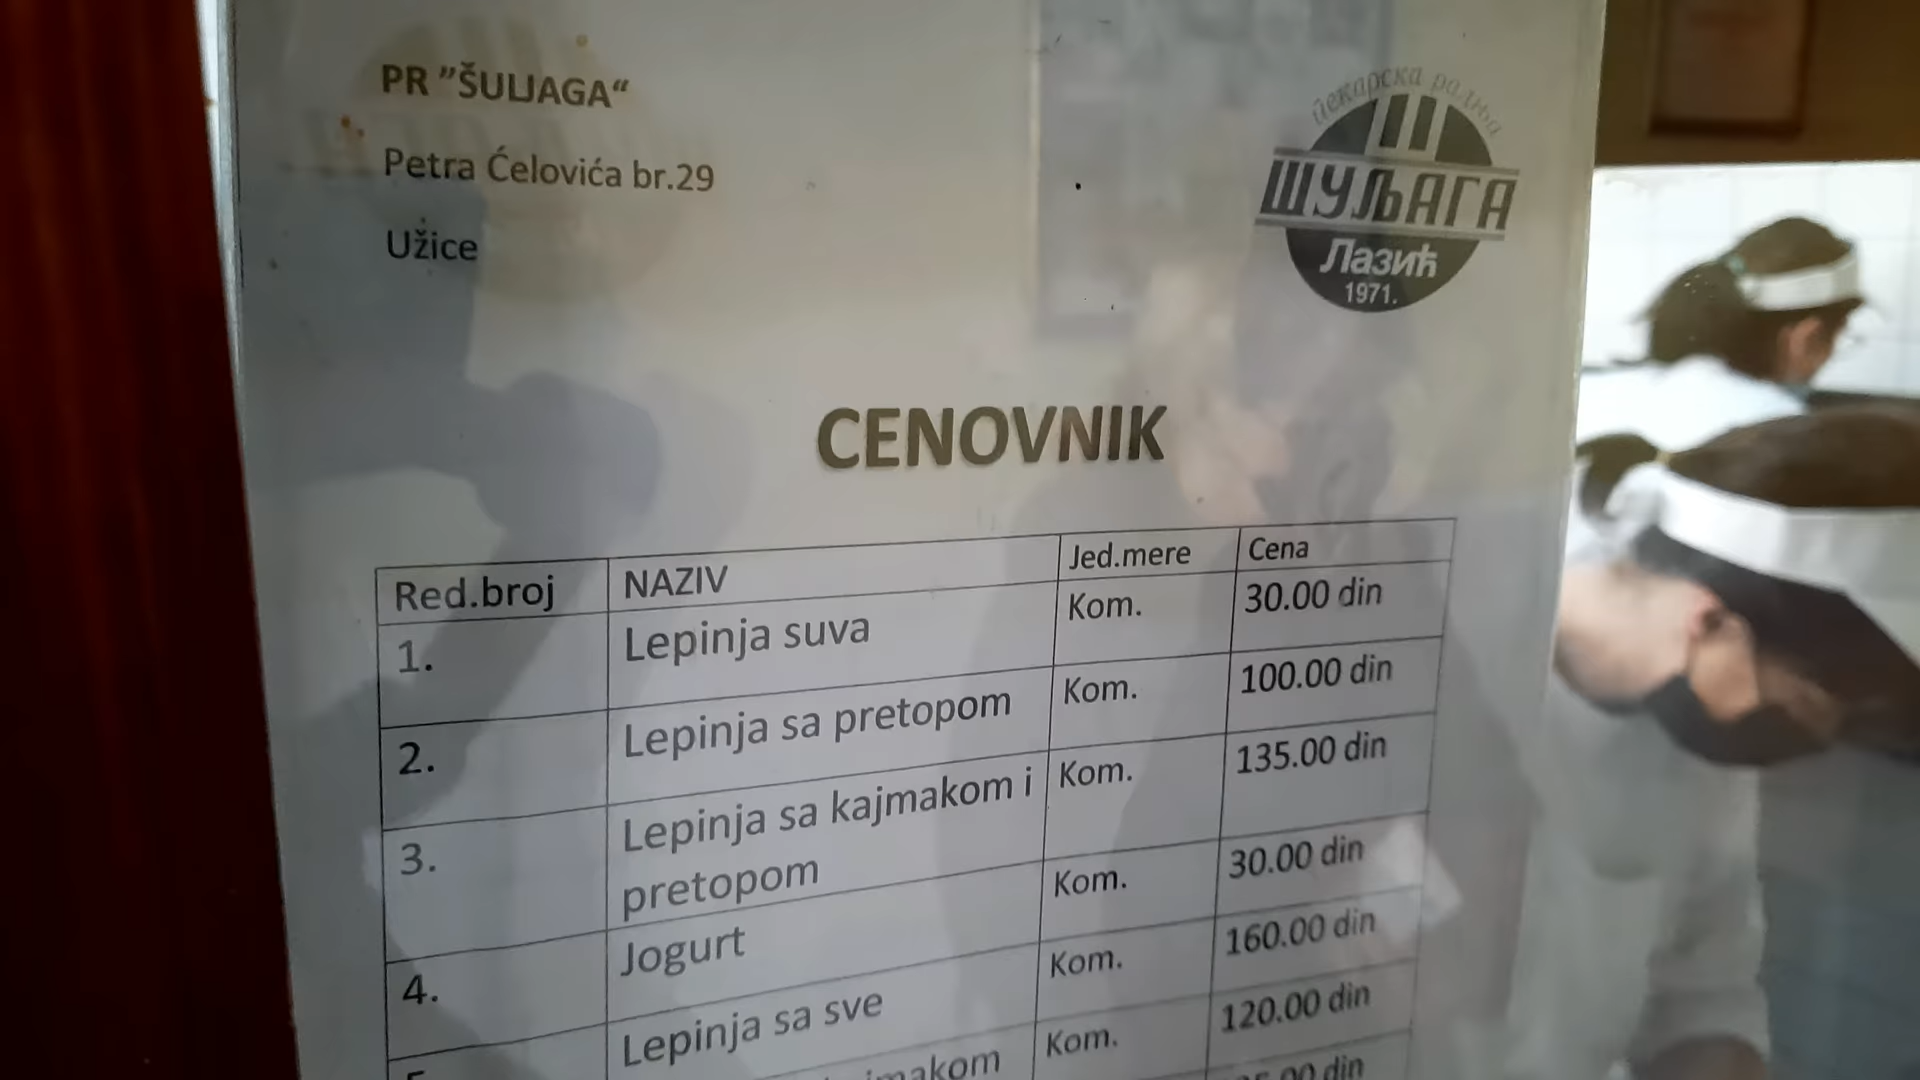 PR ”ŠULJAGA“
Petra Ćelovića br.29
Užice
пекарска радња
ШУЉАГА
Лазић
1971.
CENOVNIK
Red.broj NAZIV Jed.mere Cena
1. Lepinja suva Kom. 30.00 din
2. Lepinja sa pretopom Kom. 100.00 din
3. Lepinja sa kajmakom i Kom. 135.00 din
pretopom
4. Jogurt Kom. 30.00 din
Lepinja sa sve Kom. 160.00 din
Kom. 120.00 din
din